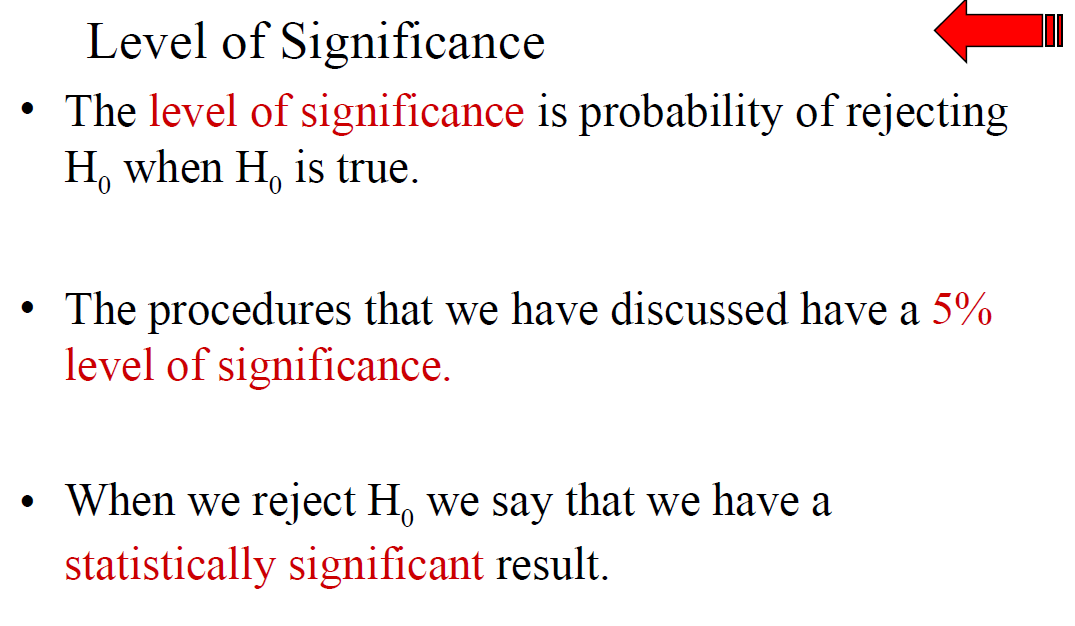 Level of Significance
• The level of significance is probability of rejecting
H₀ when H₀ is true.
• The procedures that we have discussed have a 5%
level of significance.
• When we reject H₀ we say that we have a
statistically significant result.